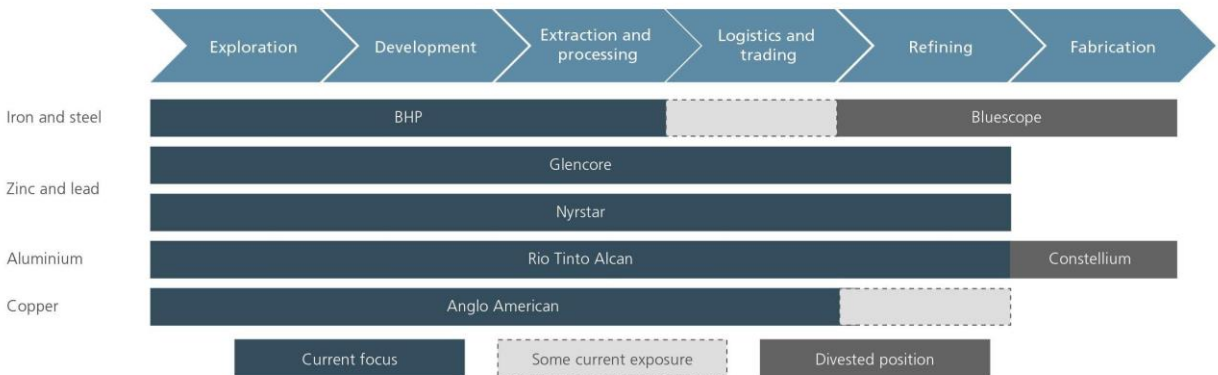 Exploration
Development
Extraction and
processing
Logistics and
trading
Refining
Fabrication
Iron and steel
BHP
Bluescope
Zinc and lead
Glencore
Nyrstar
Aluminium
Rio Tinto Alcan
Constellium
Copper
Anglo American
Current focus
Some current exposure
Divested position